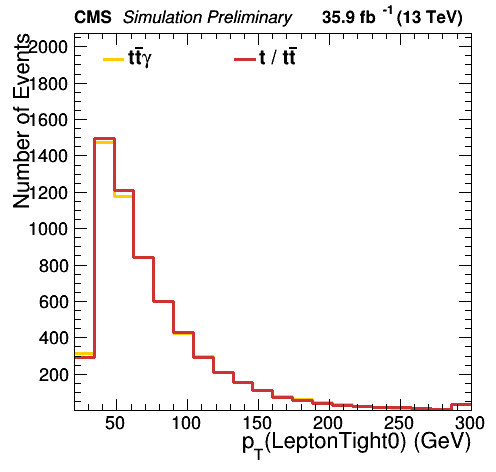 CMS Simulation Preliminary 35.9 fb⁻¹ (13 TeV)
tt̄γ t / tt̄
Number of Events
2000
1800
1600
1400
1200
1000
800
600
400
200
50 100 150 200 250 300
p_T(LeptonTight0) (GeV)